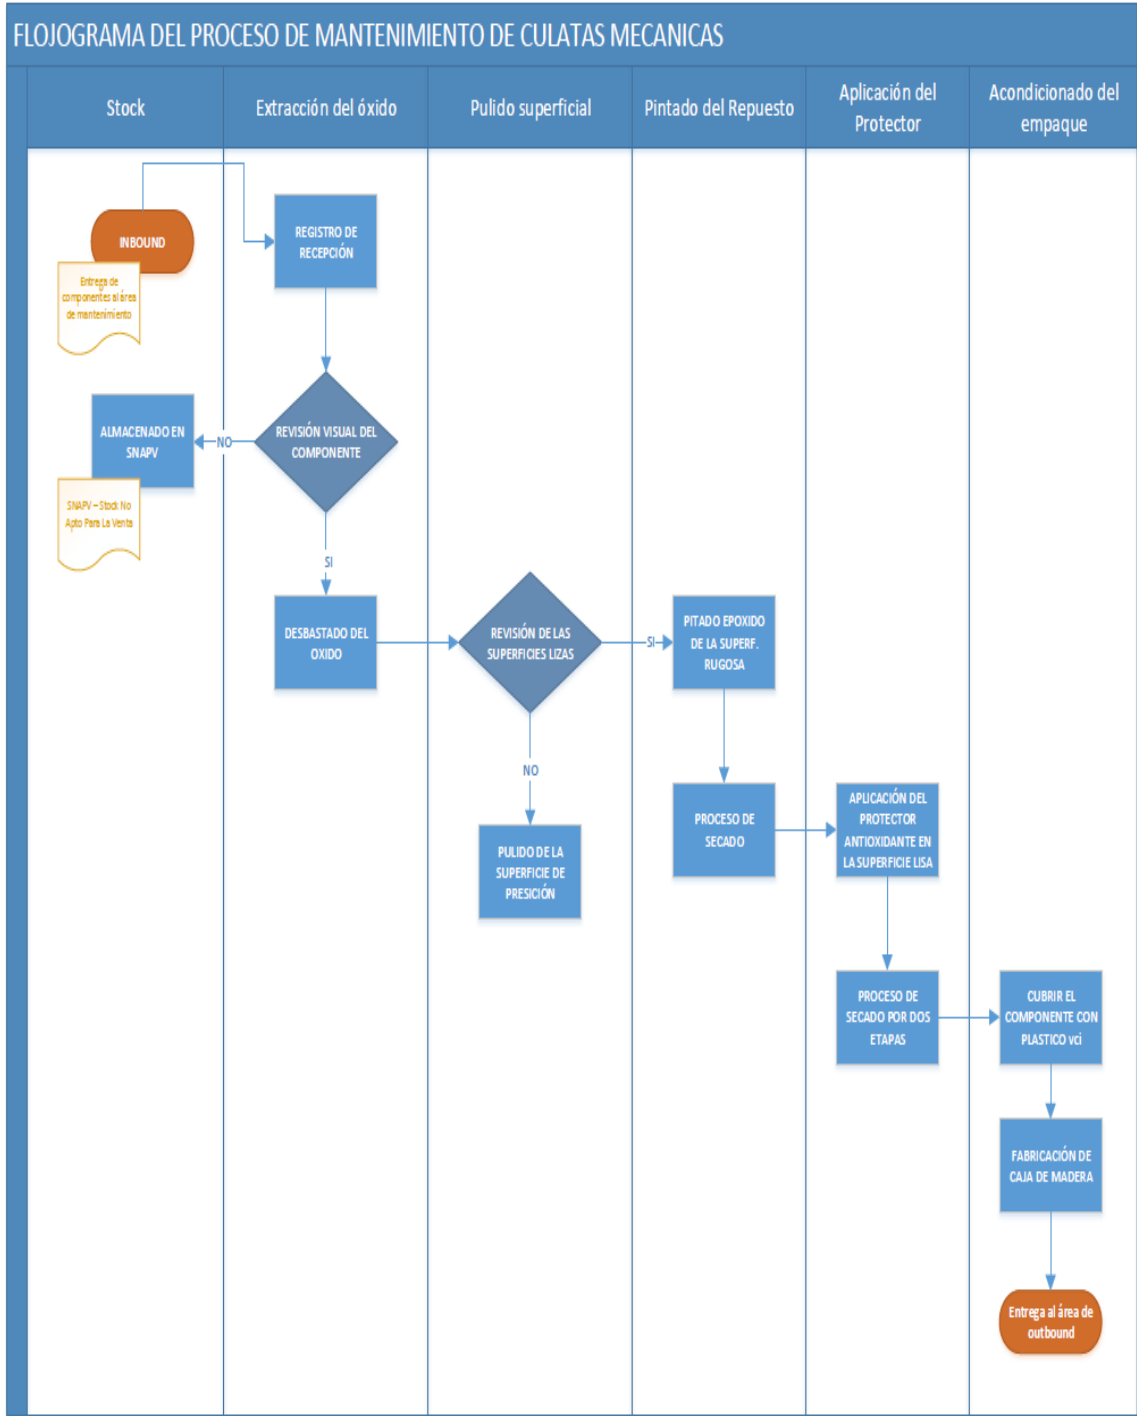 FLOJOGRAMA DEL PROCESO DE MANTENIMIENTO DE CULATAS MECANICAS
Stock
Extracción del óxido
Pulido superficial
Pintado del Repuesto
Aplicación del
Protector
Acondicionado del
empaque
INBOUND
Entrega de
componentes al área
de mantenimiento
REGISTRO DE
RECEPCIÓN
REVISIÓN VISUAL DEL
COMPONENTE
NO
ALMACENADO EN
SNAPV
SNAPV – Stock No
Apto Para La Venta
SI
DESBASTADO DEL
OXIDO
REVISIÓN DE LAS
SUPERFICIES LIZAS
SI
PITADO EPOXIDO
DE LA SUPERF.
RUGOSA
NO
PULIDO DE LA
SUPERFICIE DE
PRESICIÓN
PROCESO DE
SECADO
APLICACIÓN DEL
PROTECTOR
ANTIOXIDANTE EN
LA SUPERFICIE LISA
PROCESO DE
SECADO POR DOS
ETAPAS
CUBRIR EL
COMPONENTE CON
PLASTICO vci
FABRICACIÓN DE
CAJA DE MADERA
Entrega al área de
outbound